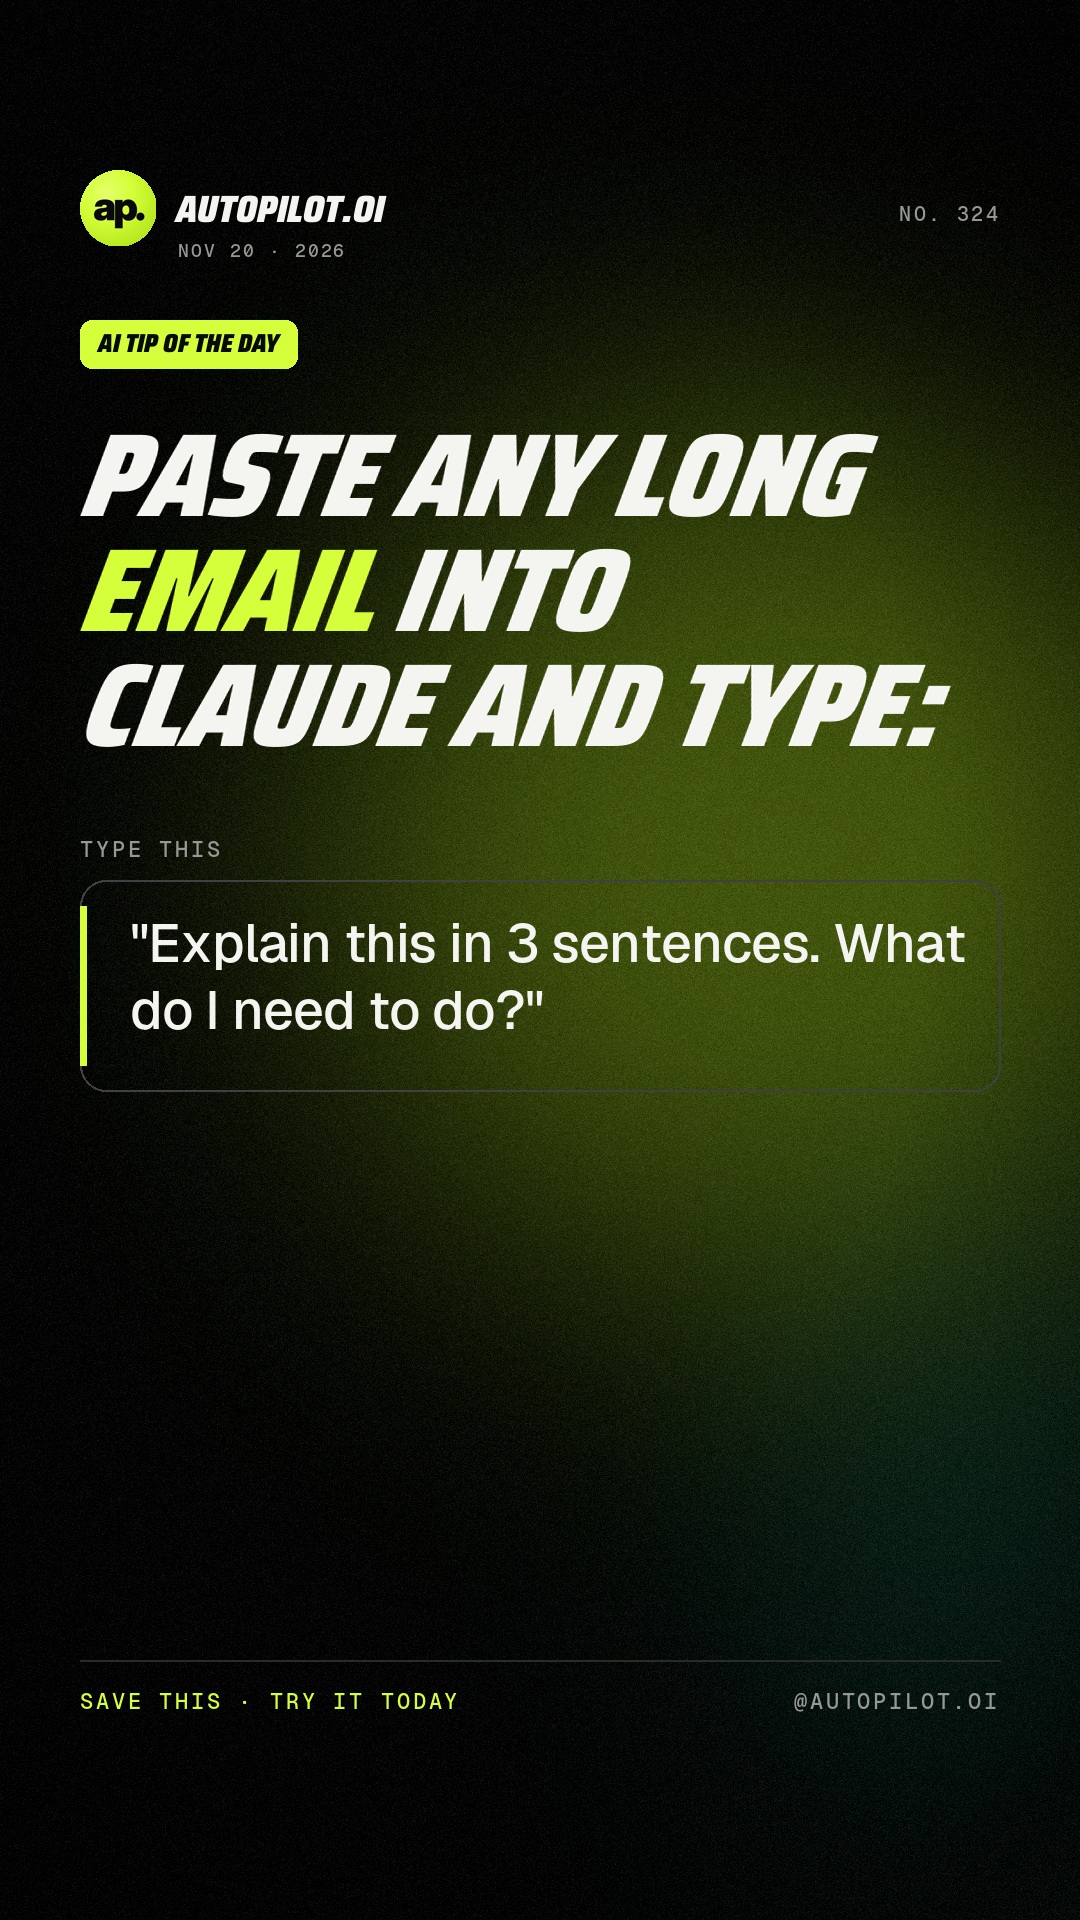 ap.
AUTOPILOT.OI
NOV 20 · 2026
NO. 324
AI TIP OF THE DAY
PASTE ANY LONG
EMAIL INTO
CLAUDE AND TYPE:
TYPE THIS
"Explain this in 3 sentences. What
do I need to do?"
SAVE THIS · TRY IT TODAY
@AUTOPILOT.OI